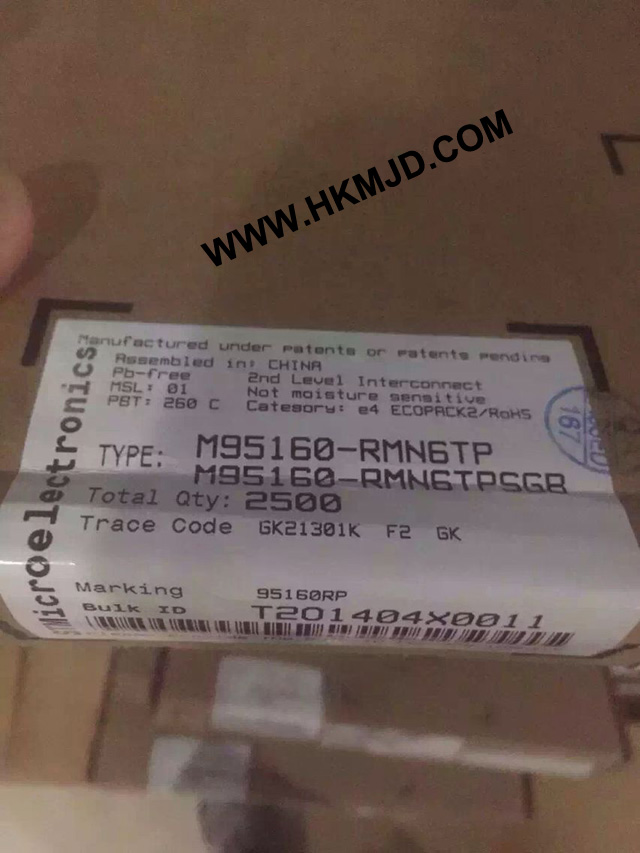 WWW.HKMJD.COM
STMicroelectronics
Manufactured under patents or patents pending
Assembled in: CHINA
Pb-free 2nd Level Interconnect
MSL: 01 Not moisture sensitive
PBT: 260 C Category: e4 ECOPACK2/RoHS
TYPE: M95160-RMN6TP
M95160-RMN6TPSGB
Total Qty: 2500
Trace Code GK21301K F2 GK
Marking 95160RP
Bulk ID T201404X0011
167